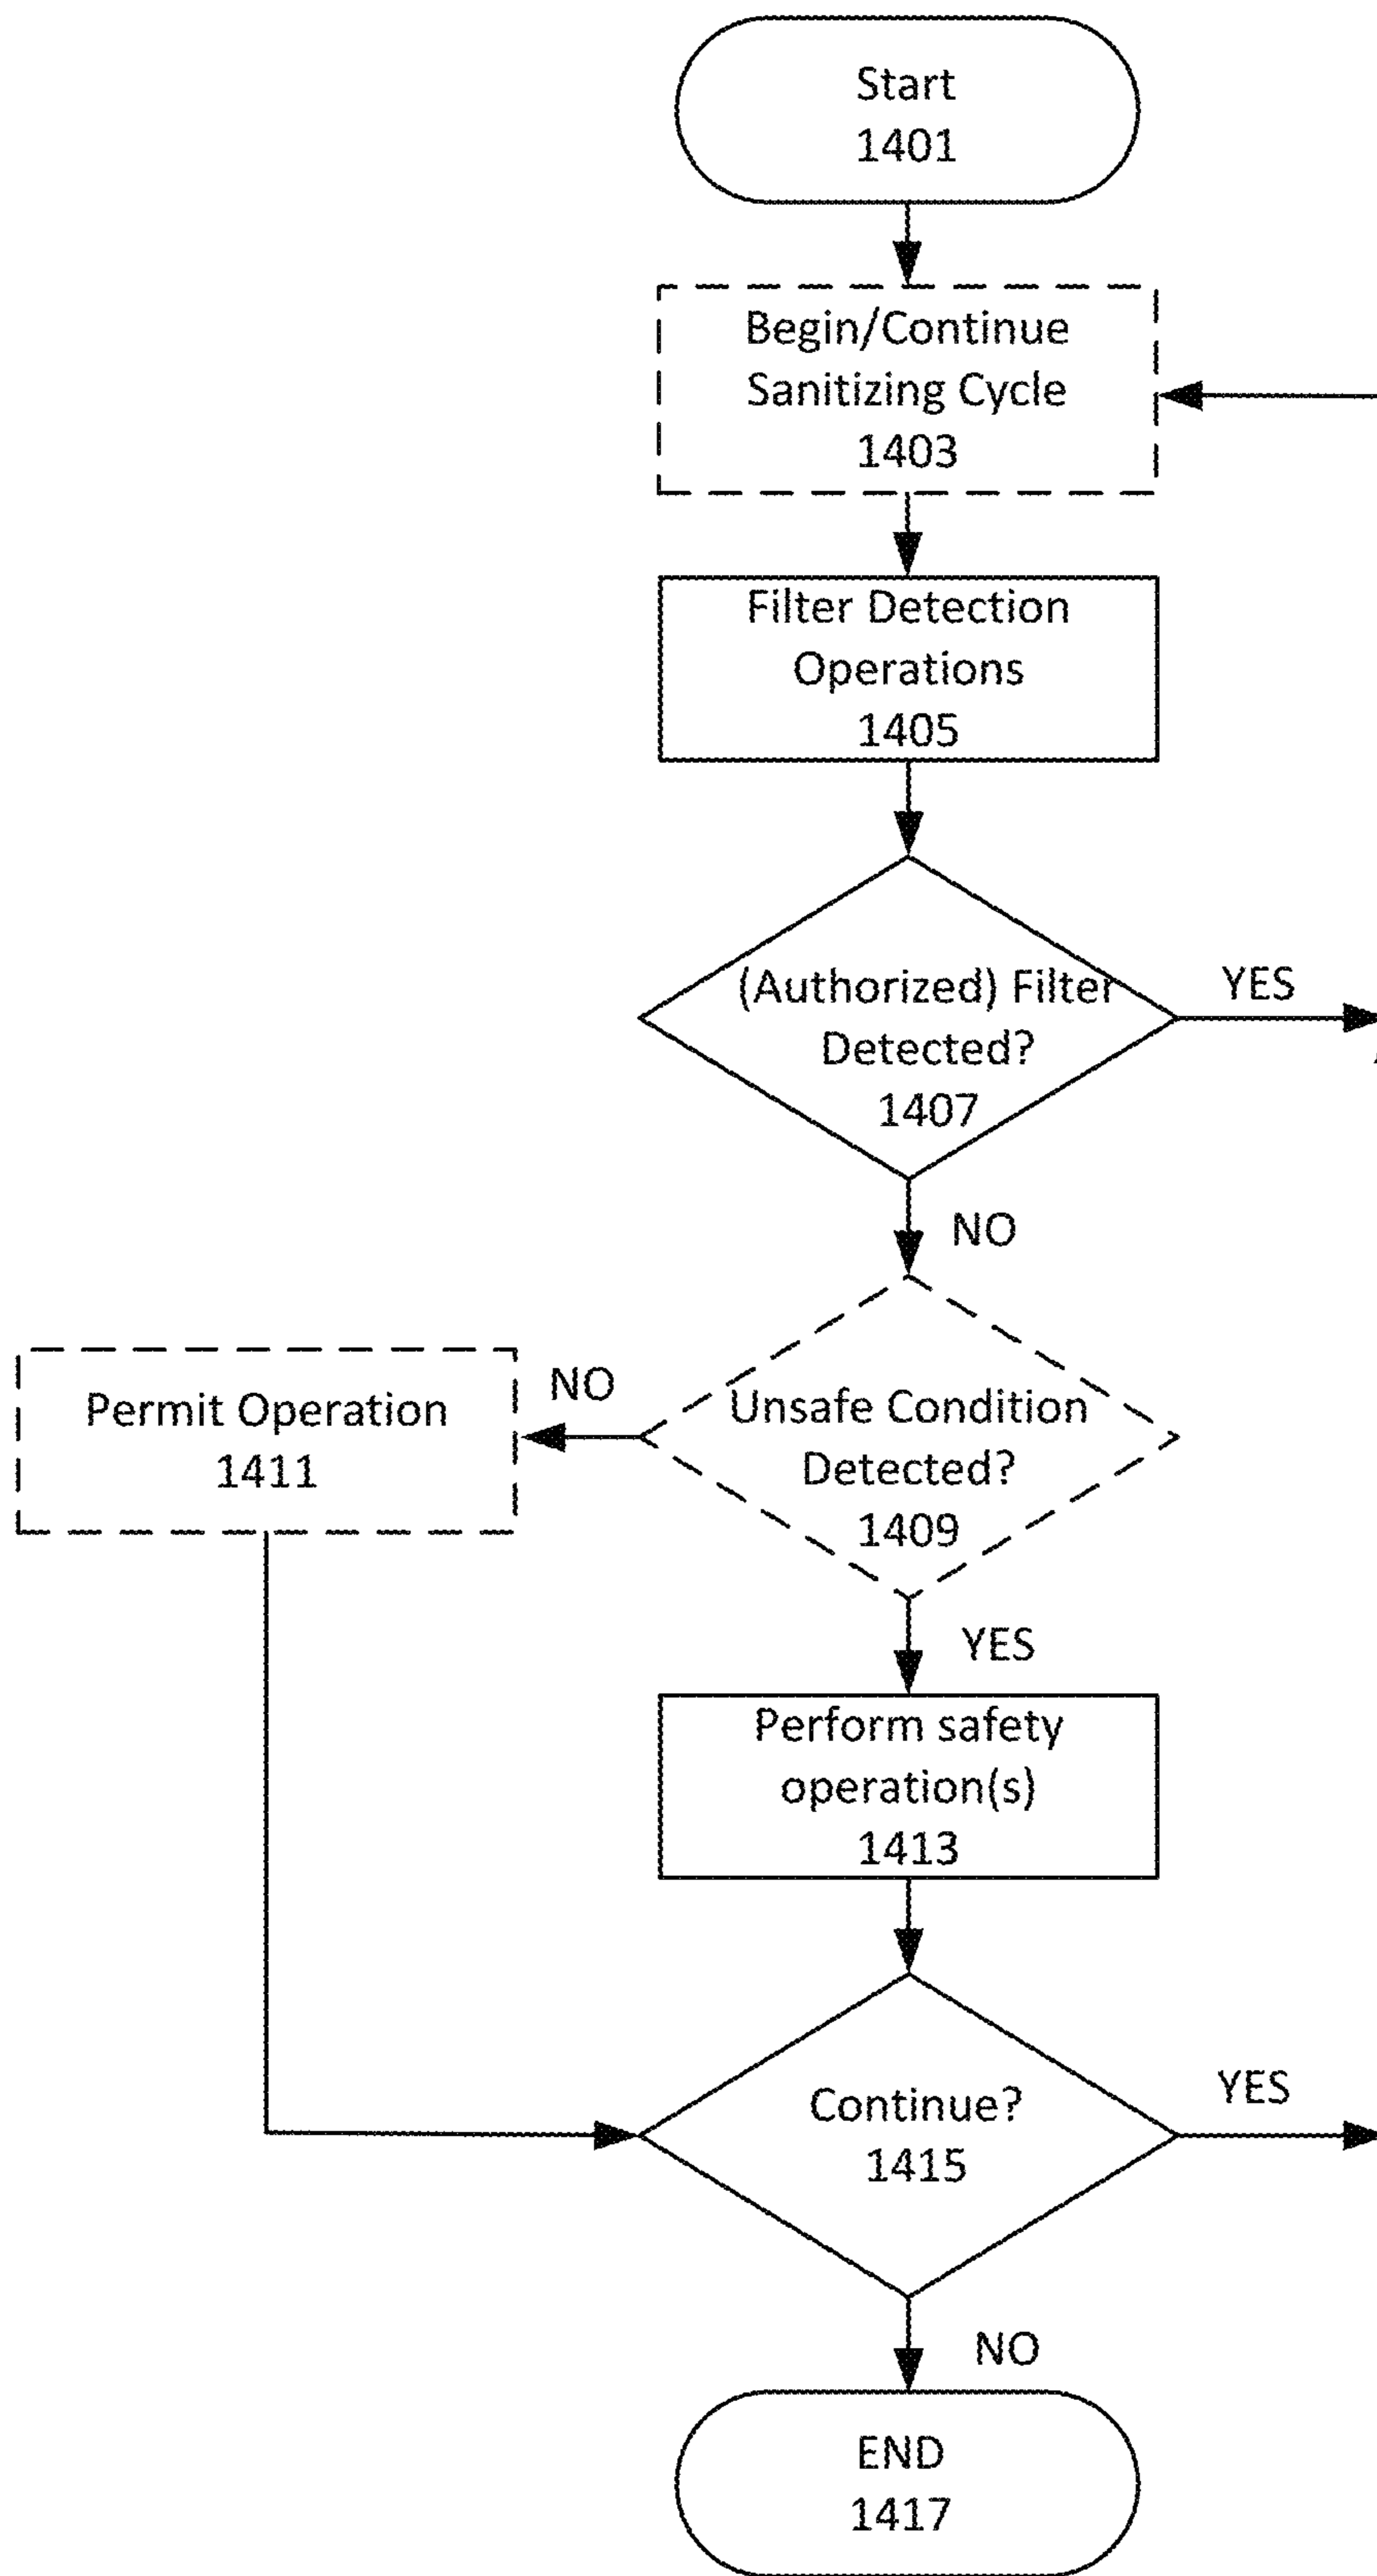 Start
1401
Begin/Continue
Sanitizing Cycle
1403
Filter Detection
Operations
1405
(Authorized) Filter
Detected?
1407
YES
NO
Unsafe Condition
Detected?
1409
NO
Permit Operation
1411
YES
Perform safety
operation(s)
1413
Continue?
1415
YES
NO
END
1417